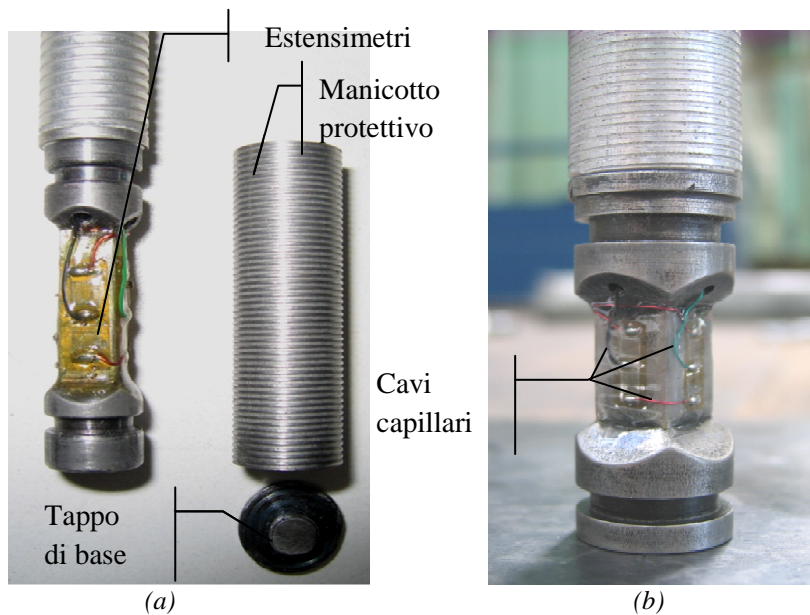 Estensimetri
Manicotto
protettivo
Cavi
capillari
Tappo
di base
(a)
(b)